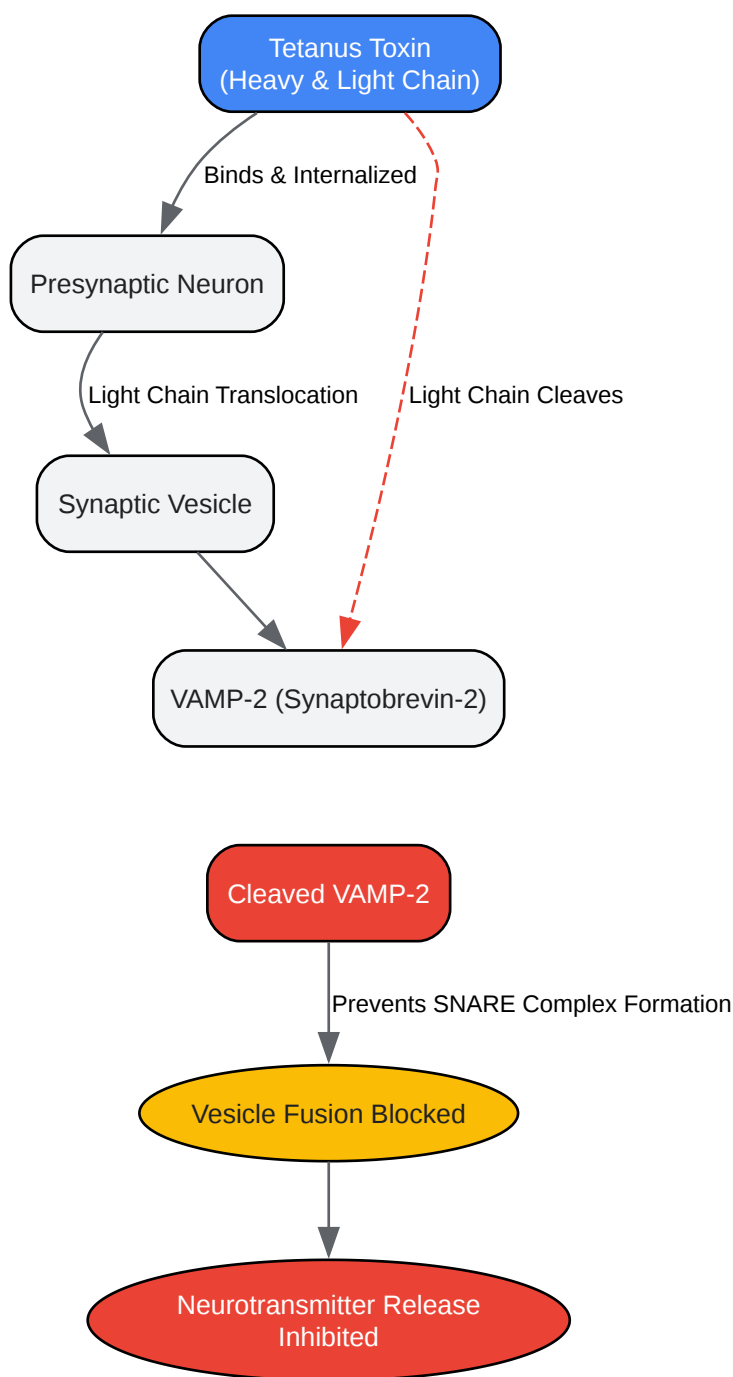 Tetanus Toxin
(Heavy & Light Chain)
Binds & Internalized
Presynaptic Neuron
Light Chain Translocation
Light Chain Cleaves
Synaptic Vesicle
VAMP-2 (Synaptobrevin-2)
Cleaved VAMP-2
Prevents SNARE Complex Formation
Vesicle Fusion Blocked
Neurotransmitter Release
Inhibited